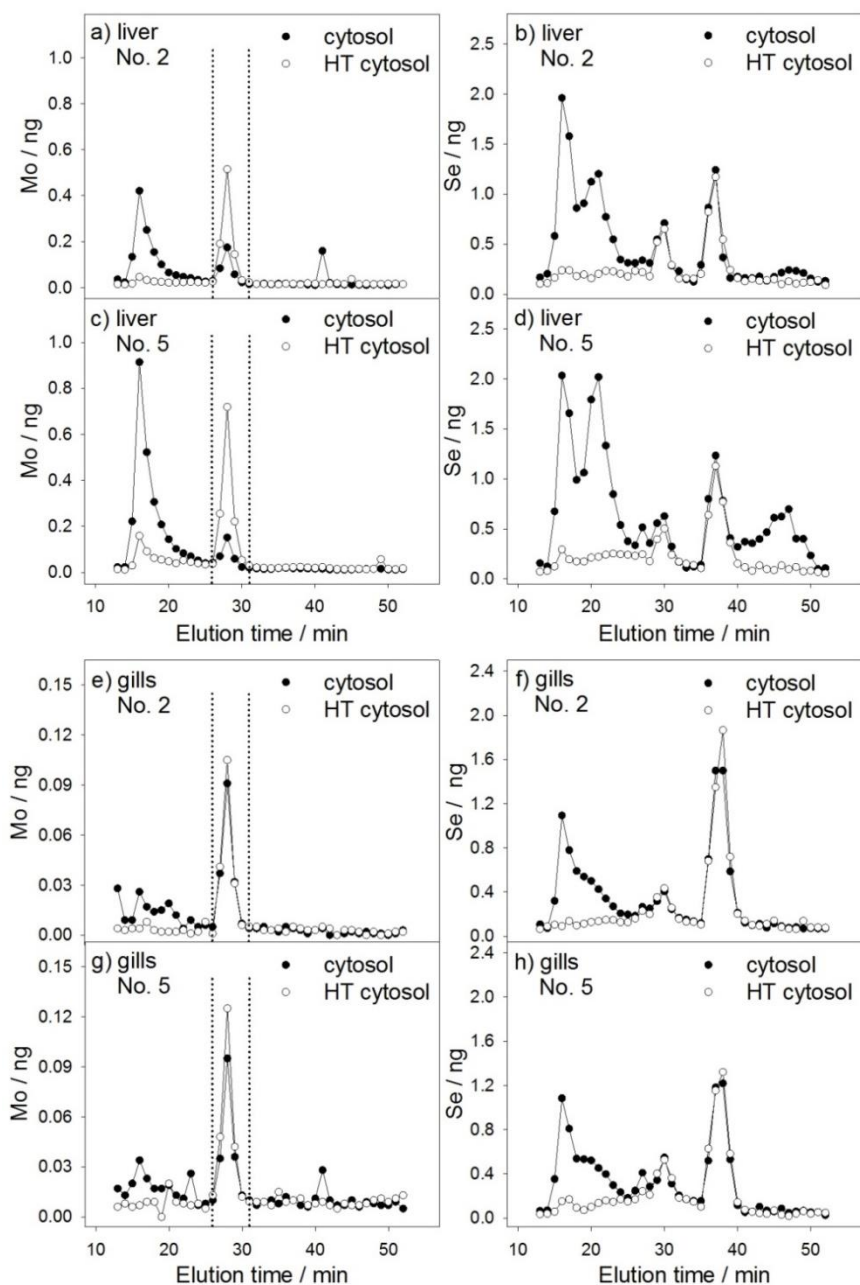 a) liver
No. 2
cytosol
HT cytosol
Mo / ng
1.0
0.8
0.6
0.4
0.2
0.0
b) liver
No. 2
cytosol
HT cytosol
Se / ng
2.5
2.0
1.5
1.0
0.5
0.0
c) liver
No. 5
cytosol
HT cytosol
Mo / ng
1.0
0.8
0.6
0.4
0.2
0.0
10 20 30 40 50
Elution time / min
d) liver
No. 5
cytosol
HT cytosol
Se / ng
2.5
2.0
1.5
1.0
0.5
0.0
10 20 30 40 50
Elution time / min
e) gills
No. 2
cytosol
HT cytosol
Mo / ng
0.15
0.12
0.09
0.06
0.03
0.00
f) gills
No. 2
cytosol
HT cytosol
Se / ng
2.4
2.0
1.6
1.2
0.8
0.4
0.0
g) gills
No. 5
cytosol
HT cytosol
Mo / ng
0.15
0.12
0.09
0.06
0.03
0.00
10 20 30 40 50
Elution time / min
h) gills
No. 5
cytosol
HT cytosol
Se / ng
2.4
2.0
1.6
1.2
0.8
0.4
0.0
10 20 30 40 50
Elution time / min